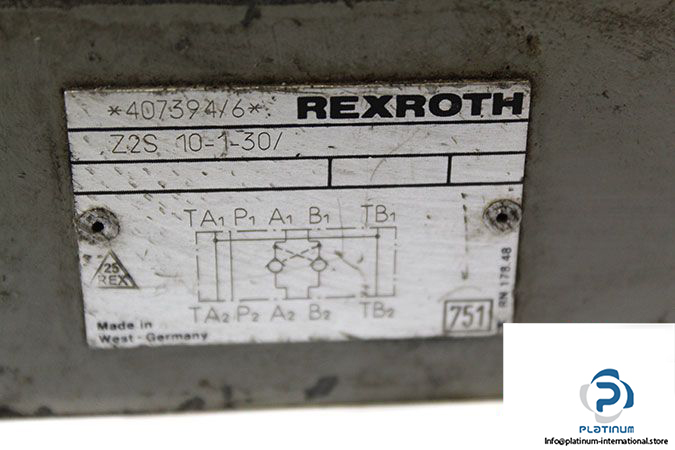 *407394/6* REXROTH
Z2S 10-1-30/
TA1 P1 A1 B1 TB1
25
REX
TA2 P2 A2 B2 TB2
Made in
West-Germany
751
RN 178.48
PLATINUM
Info@platinum-international.store